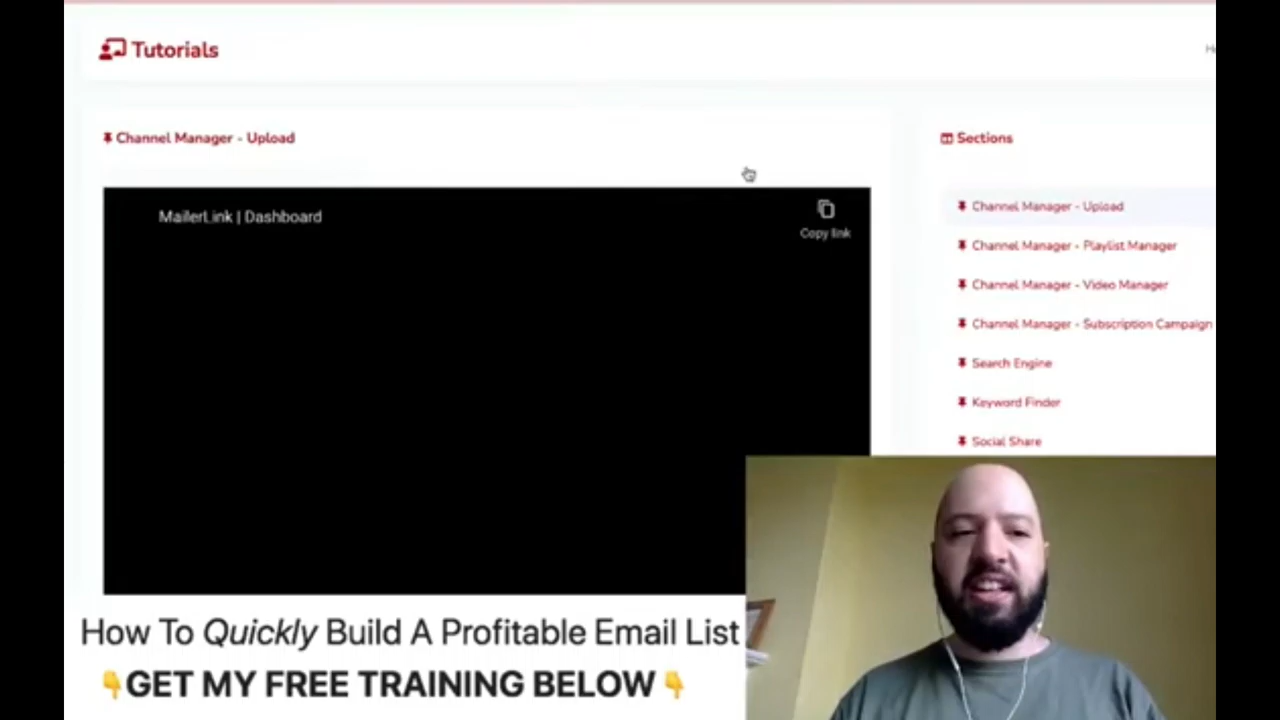 Tutorials
Channel Manager - Upload
MailerLink | Dashboard
Copy link
Sections
Channel Manager - Upload
Channel Manager - Playlist Manager
Channel Manager - Video Manager
Channel Manager - Subscription Campaign
Search Engine
Keyword Finder
Social Share
How To Quickly Build A Profitable Email List
👇GET MY FREE TRAINING BELOW👇